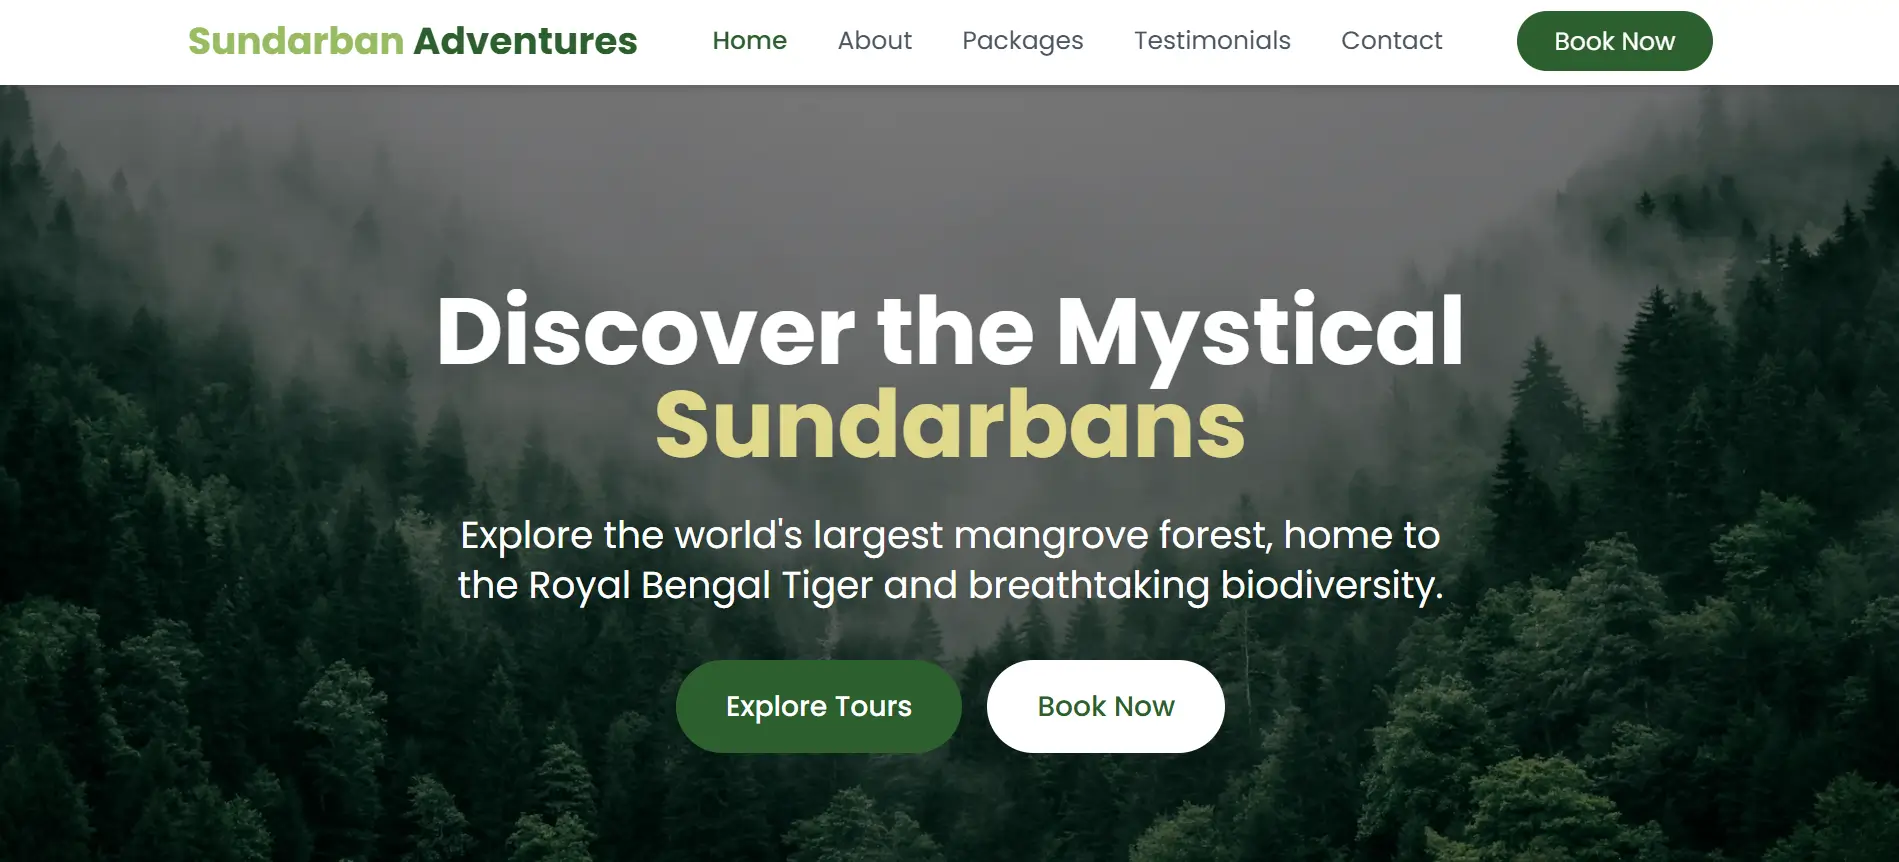 Sundarban Adventures Home About Packages Testimonials Contact Book Now
Discover the Mystical
Sundarbans
Explore the world's largest mangrove forest, home to
the Royal Bengal Tiger and breathtaking biodiversity.
Explore Tours Book Now